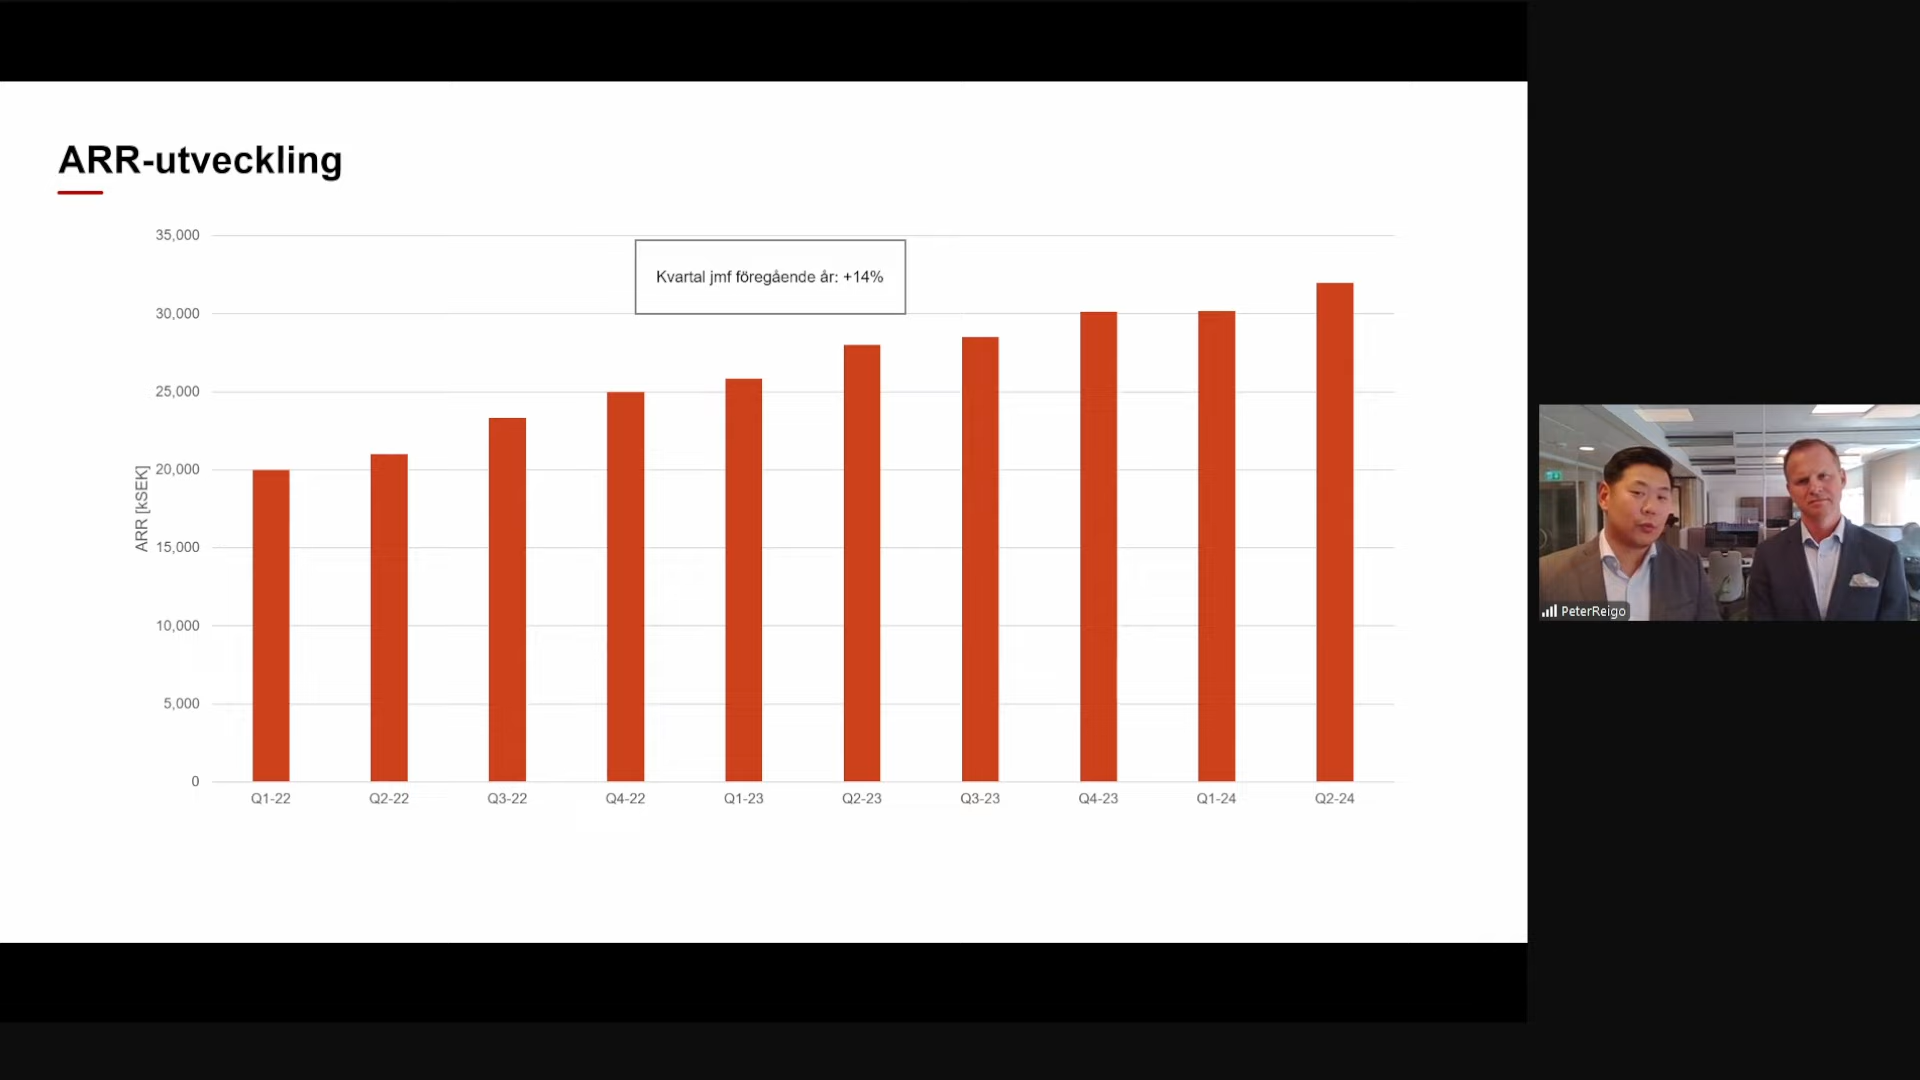 ARR-utveckling
35,000
Kvartal jmf föregående år: +14%
30,000
25,000
20,000
15,000
10,000
5,000
0
ARR [kSEK]
Q1-22 Q2-22 Q3-22 Q4-22 Q1-23 Q2-23 Q3-23 Q4-23 Q1-24 Q2-24
PeterReigo